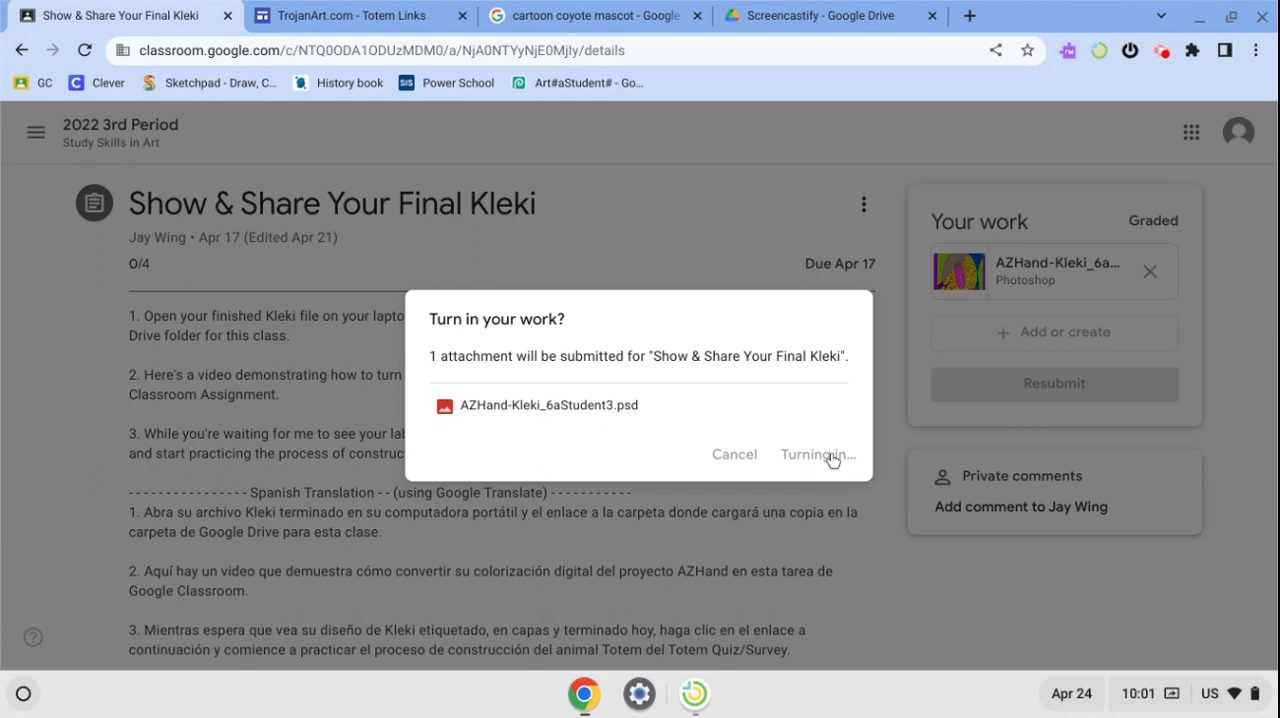 Show & Share Your Final Kleki
TrojanArt.com - Totem Links
cartoon coyote mascot - Google
Screencastify - Google Drive
classroom.google.com/c/NTQ0ODA1ODUzMDM0/a/NjA0NTYyNjE0Mjly/details
GC
Clever
Sketchpad - Draw, C...
History book
SIS
Power School
Art#aStudent# - Go...
2022 3rd Period
Study Skills in Art
Show & Share Your Final Kleki
Jay Wing • Apr 17 (Edited Apr 21)
0/4
Due Apr 17
1. Open your finished Kleki file on your lapto
Drive folder for this class.
2. Here's a video demonstrating how to turn
Classroom Assignment.
3. While you're waiting for me to see your lab
and start practicing the process of construc
- - - - - - - - - - - - - - - Spanish Translation - - (using Google Translate) - - - - - - - - - - -
1. Abra su archivo Kleki terminado en su computadora portátil y el enlace a la carpeta donde cargará una copia en la
carpeta de Google Drive para esta clase.
2. Aquí hay un video que demuestra cómo convertir su colorización digital del proyecto AZHand en esta tarea de
Google Classroom.
3. Mientras espera que vea su diseño de Kleki etiquetado, en capas y terminado hoy, haga clic en el enlace a
continuación y comience a practicar el proceso de construcción del animal Totem del Totem Quiz/Survey.
Turn in your work?
1 attachment will be submitted for "Show & Share Your Final Kleki".
AZHand-Kleki_6aStudent3.psd
Cancel
Turning in...
Your work
Graded
AZHand-Kleki_6a...
Photoshop
+ Add or create
Resubmit
Private comments
Add comment to Jay Wing
Apr 24
10:01
US